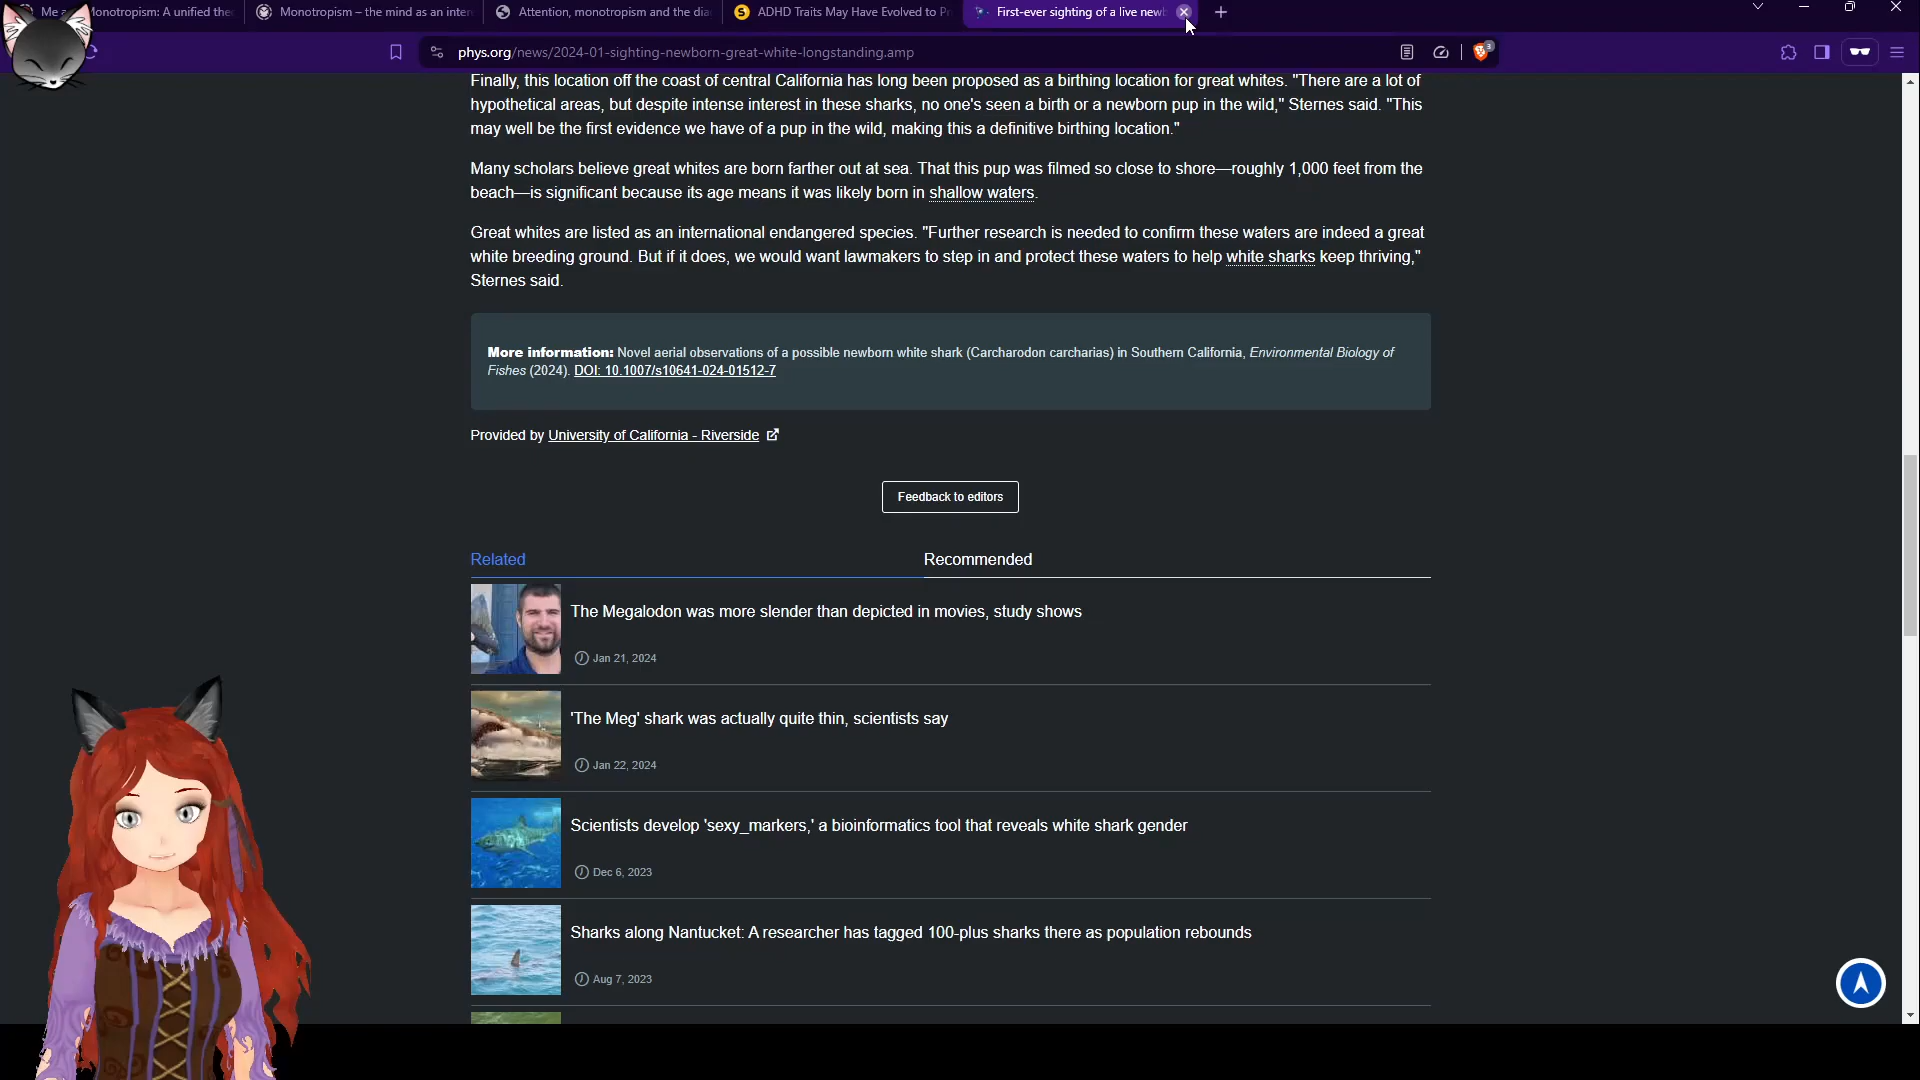 Me a
Monotropism: A unified the
Monotropism – the mind as an inter
Attention, monotropism and the dia
ADHD Traits May Have Evolved to P
First-ever sighting of a live newb
phys.org/news/2024-01-sighting-newborn-great-white-longstanding.amp
3
Finally, this location off the coast of central California has long been proposed as a birthing location for great whites. "There are a lot of
hypothetical areas, but despite intense interest in these sharks, no one's seen a birth or a newborn pup in the wild," Sternes said. "This
may well be the first evidence we have of a pup in the wild, making this a definitive birthing location."
Many scholars believe great whites are born farther out at sea. That this pup was filmed so close to shore—roughly 1,000 feet from the
beach—is significant because its age means it was likely born in shallow waters.
Great whites are listed as an international endangered species. "Further research is needed to confirm these waters are indeed a great
white breeding ground. But if it does, we would want lawmakers to step in and protect these waters to help white sharks keep thriving,"
Sternes said.
More information: Novel aerial observations of a possible newborn white shark (Carcharodon carcharias) in Southern California, Environmental Biology of
Fishes (2024). DOI: 10.1007/s10641-024-01512-7
Provided by University of California - Riverside
Feedback to editors
Related
Recommended
The Megalodon was more slender than depicted in movies, study shows
Jan 21, 2024
'The Meg' shark was actually quite thin, scientists say
Jan 22, 2024
Scientists develop 'sexy_markers,' a bioinformatics tool that reveals white shark gender
Dec 6, 2023
Sharks along Nantucket: A researcher has tagged 100-plus sharks there as population rebounds
Aug 7, 2023